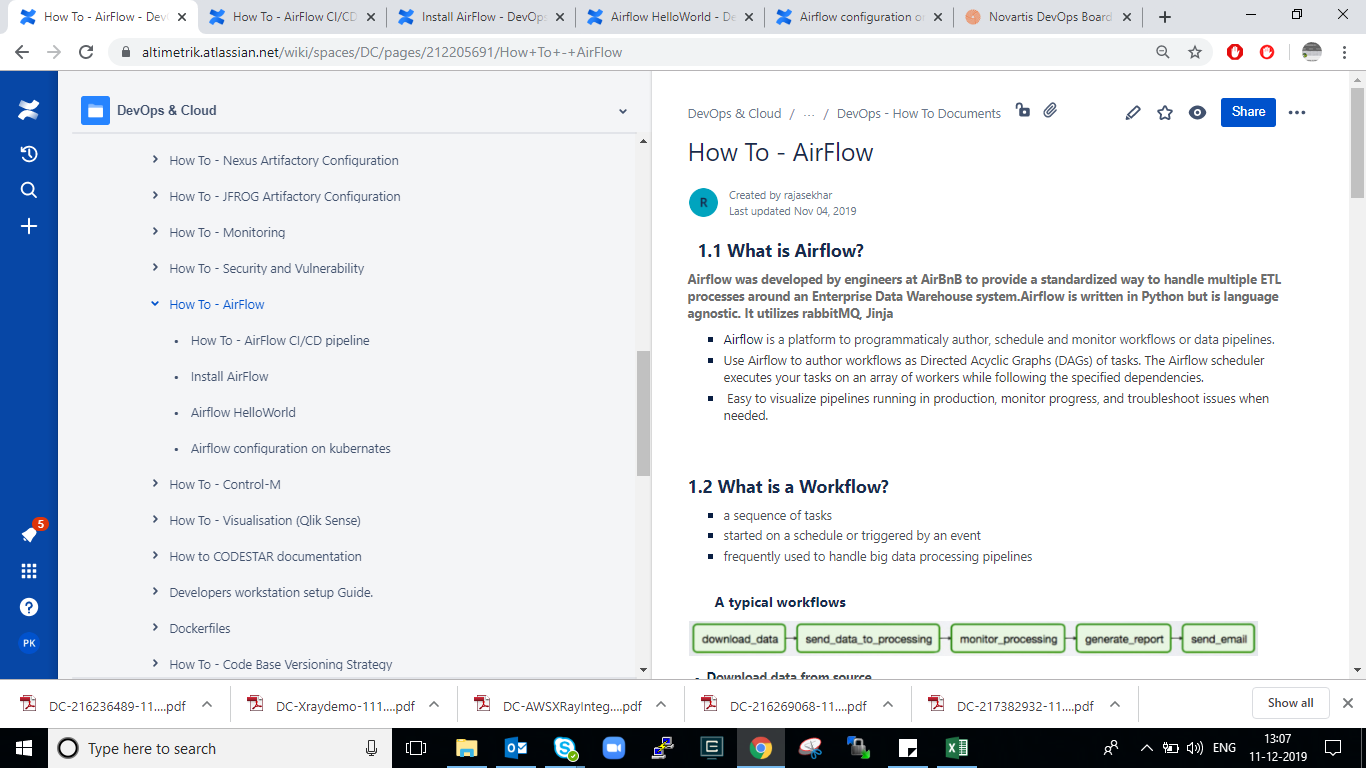 How To - AirFlow - Dev
How To - AirFlow CI/CD
Install AirFlow - DevOps
Airflow HelloWorld - De
Airflow configuration o
Novartis DevOps Board
altimetrik.atlassian.net/wiki/spaces/DC/pages/212205691/How+To+-+AirFlow
DevOps & Cloud
How To - Nexus Artifactory Configuration
How To - JFROG Artifactory Configuration
How To - Monitoring
How To - Security and Vulnerability
How To - AirFlow
• How To - AirFlow CI/CD pipeline
• Install AirFlow
• Airflow HelloWorld
• Airflow configuration on kubernates
How To - Control-M
How To - Visualisation (Qlik Sense)
How to CODESTAR documentation
Developers workstation setup Guide.
Dockerfiles
How To - Code Base Versioning Strategy
5
PK
DevOps & Cloud / ... / DevOps - How To Documents
Share
How To - AirFlow
R
Created by rajasekhar
Last updated Nov 04, 2019
1.1 What is Airflow?
Airflow was developed by engineers at AirBnB to provide a standardized way to handle multiple ETL
processes around an Enterprise Data Warehouse system.Airflow is written in Python but is language
agnostic. It utilizes rabbitMQ, Jinja
▪ Airflow is a platform to programmaticaly author, schedule and monitor workflows or data pipelines.
▪ Use Airflow to author workflows as Directed Acyclic Graphs (DAGs) of tasks. The Airflow scheduler
executes your tasks on an array of workers while following the specified dependencies.
▪ Easy to visualize pipelines running in production, monitor progress, and troubleshoot issues when
needed.
1.2 What is a Workflow?
▪ a sequence of tasks
▪ started on a schedule or triggered by an event
▪ frequently used to handle big data processing pipelines
A typical workflows
download_data send_data_to_processing monitor_processing generate_report send_email
Download data from source
DC-216236489-11....pdf
DC-Xraydemo-111....pdf
DC-AWSXRayInteg....pdf
DC-216269068-11....pdf
DC-217382932-11....pdf
Show all
Type here to search
ENG
13:07
11-12-2019